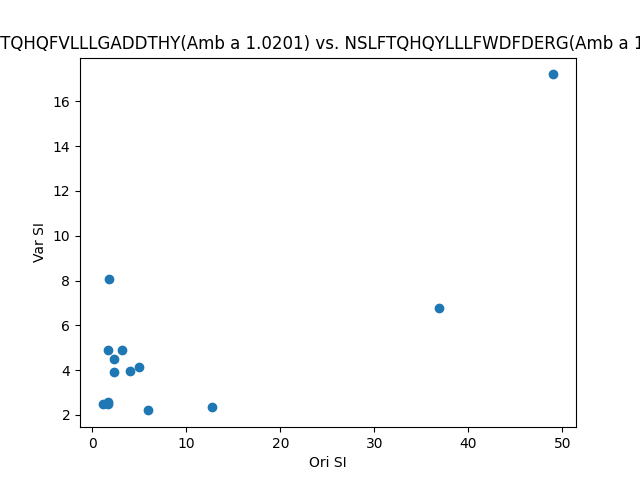 TQHQFVLLLGADDTHY(Amb a 1.0201) vs. NSLFTQHQYLLLFWDFDERG(Amb a 1
Var SI
16
14
12
10
8
6
4
2
0 10 20 30 40 50
Ori SI